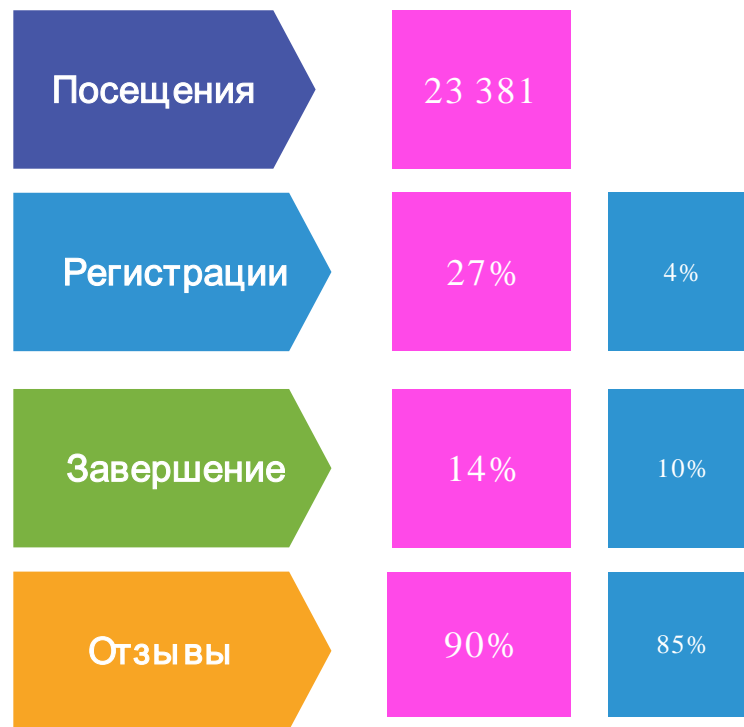 Посещения
23 381
Регистрации
27%
4%
Завершение
14%
10%
Отзывы
90%
85%